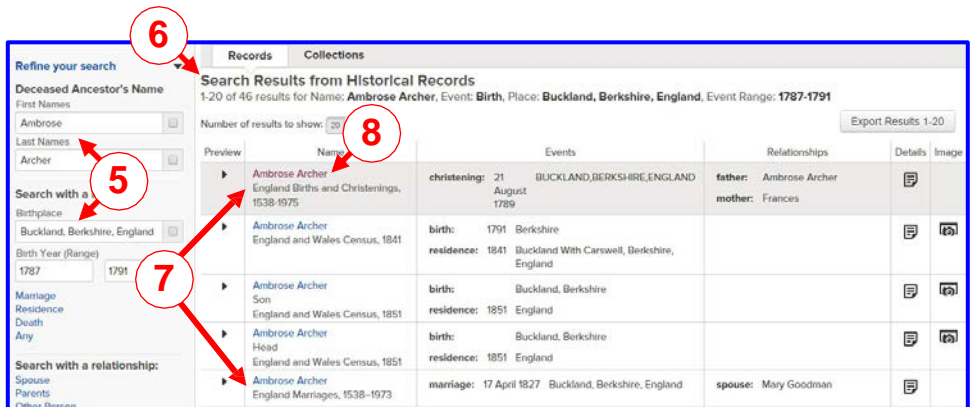 6
Records Collections
Refine your search
Search Results from Historical Records
Deceased Ancestor's Name
1-20 of 46 results for Name: Ambrose Archer, Event: Birth, Place: Buckland, Berkshire, England, Event Range: 1787-1791
First Names
Ambrose
Number of results to show: 20
Export Results 1-20
8
Last Names
Archer
5
Preview Name Events Relationships Details Image
Ambrose Archer
England Births and Christenings,
1538-1975
christening: 21 August 1789 BUCKLAND,BERKSHIRE,ENGLAND
father: Ambrose Archer
mother: Frances
Search with a
Birthplace
Buckland, Berkshire, England
Birth Year (Range)
1787 1791
7
Ambrose Archer
England and Wales Census, 1841
birth: 1791 Berkshire
residence: 1841 Buckland With Carswell, Berkshire,
England
Marriage
Residence
Death
Any
Ambrose Archer
Son
England and Wales Census, 1851
birth: Buckland, Berkshire
residence: 1851 England
Ambrose Archer
Head
England and Wales Census, 1851
birth: Buckland, Berkshire
residence: 1851 England
Search with a relationship:
Spouse
Parents
Other Person
Ambrose Archer
England Marriages, 1538–1973
marriage: 17 April 1827 Buckland, Berkshire, England
spouse: Mary Goodman